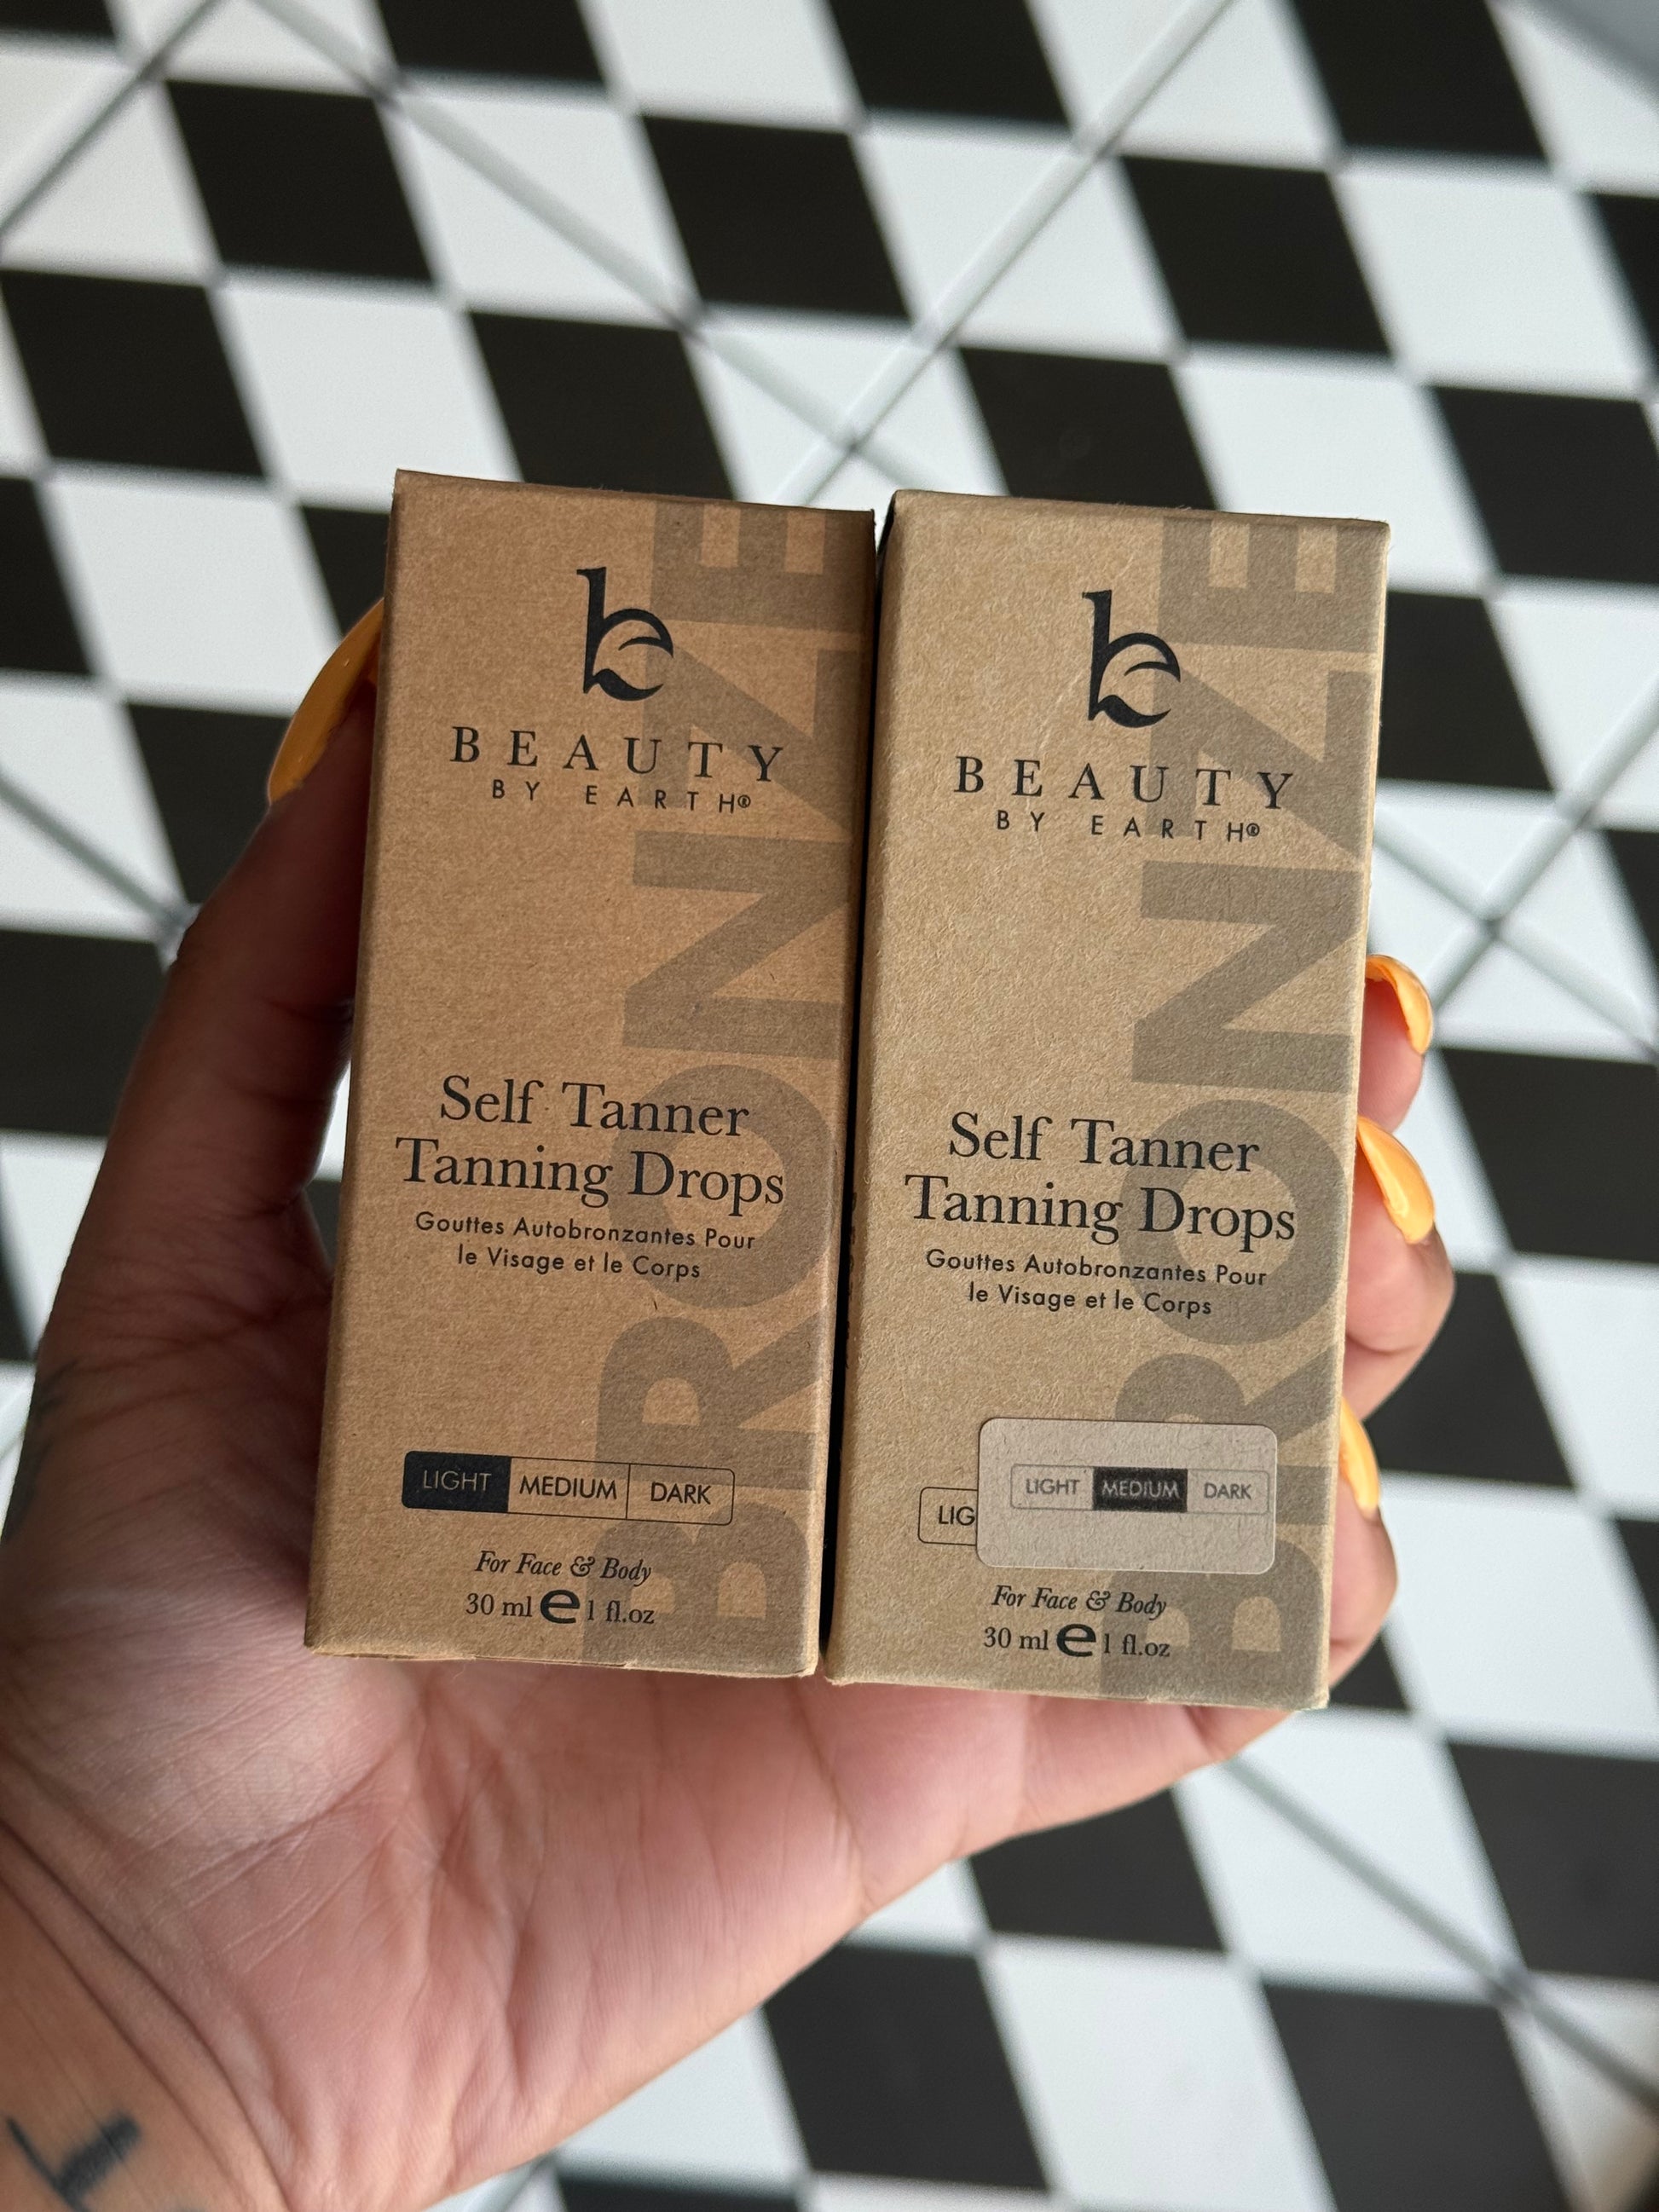 BRONZE
BEAUTY
BY EARTH®
Self Tanner
Tanning Drops
Gouttes Autobronzantes Pour
le Visage et le Corps
LIGHT MEDIUM DARK
For Face & Body
30 ml e 1 fl.oz
BRONZE
BEAUTY
BY EARTH®
Self Tanner
Tanning Drops
Gouttes Autobronzantes Pour
le Visage et le Corps
LIG
LIGHT MEDIUM DARK
For Face & Body
30 ml e 1 fl.oz